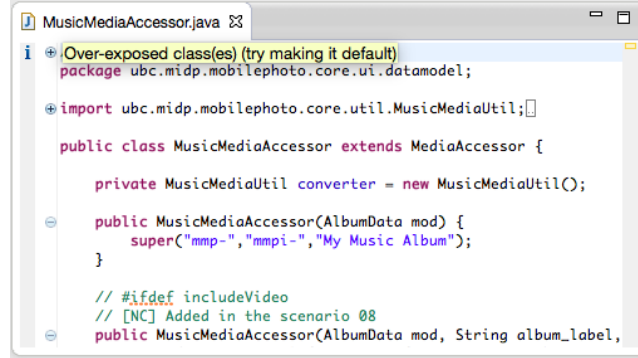 MusicMediaAccessor.java
Over-exposed class(es) (try making it default)
package ubc.midp.mobilephoto.core.ui.datamodel;
import ubc.midp.mobilephoto.core.util.MusicMediaUtil;
public class MusicMediaAccessor extends MediaAccessor {
private MusicMediaUtil converter = new MusicMediaUtil();
public MusicMediaAccessor(AlbumData mod) {
super("mmp-","mmpi-","My Music Album");
}
// #ifdef includeVideo
// [NC] Added in the scenario 08
public MusicMediaAccessor(AlbumData mod, String album_label,